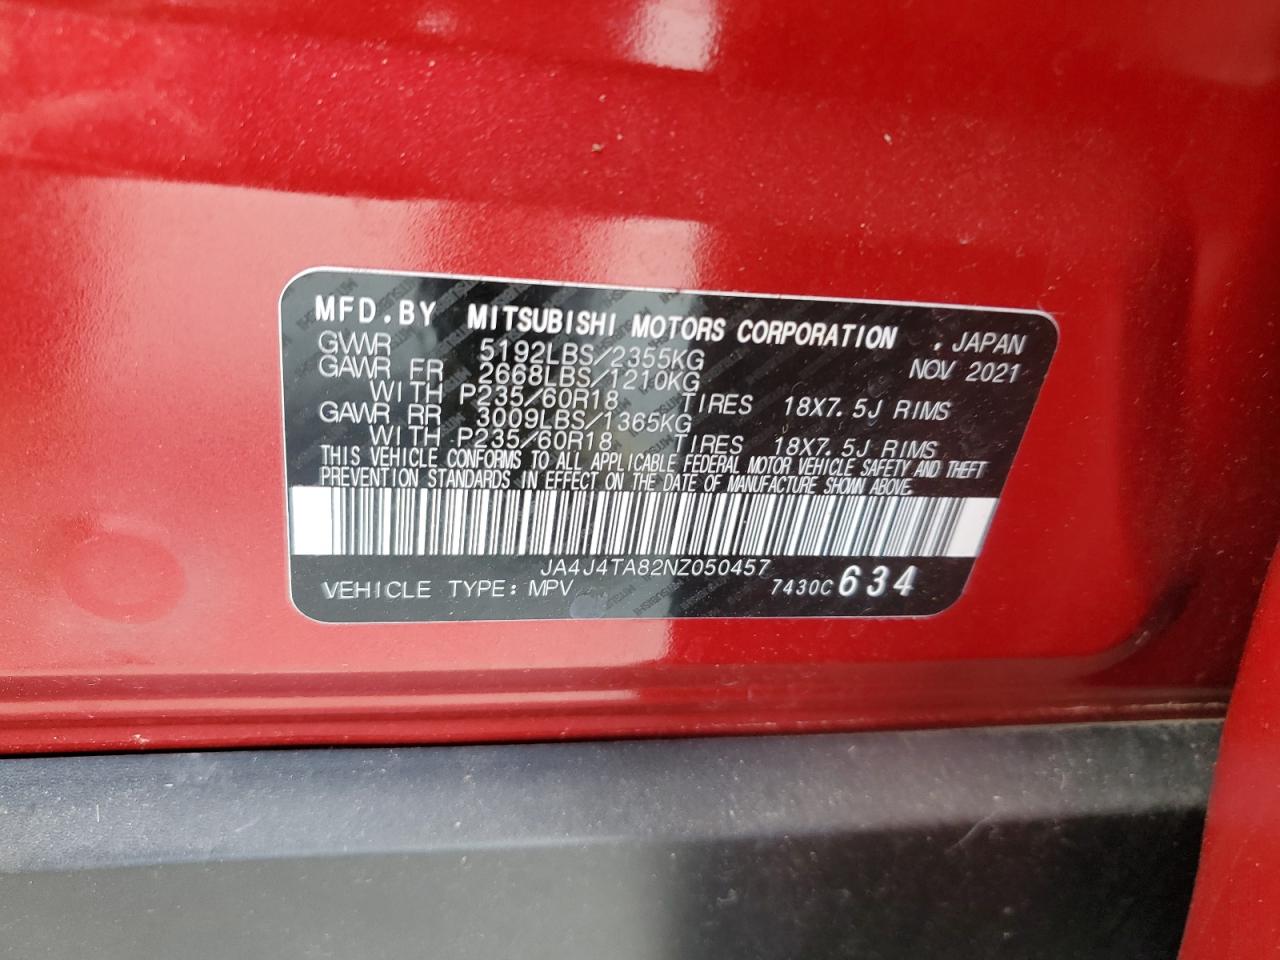 MFD.BY MITSUBISHI MOTORS CORPORATION , JAPAN
GVWR 5192LBS/2355KG NOV 2021
GAWR FR 2668LBS/1210KG
WITH P235/60R18 TIRES 18X7.5J RIMS
GAWR RR 3009LBS/1365KG
WITH P235/60R18 TIRES 18X7.5J RIMS
THIS VEHICLE CONFORMS TO ALL APPLICABLE FEDERAL MOTOR VEHICLE SAFETY AND THEFT
PREVENTION STANDARDS IN EFFECT ON THE DATE OF MANUFACTURE SHOWN ABOVE.
JA4J4TA82NZ050457
VEHICLE TYPE: MPV 7430C 634